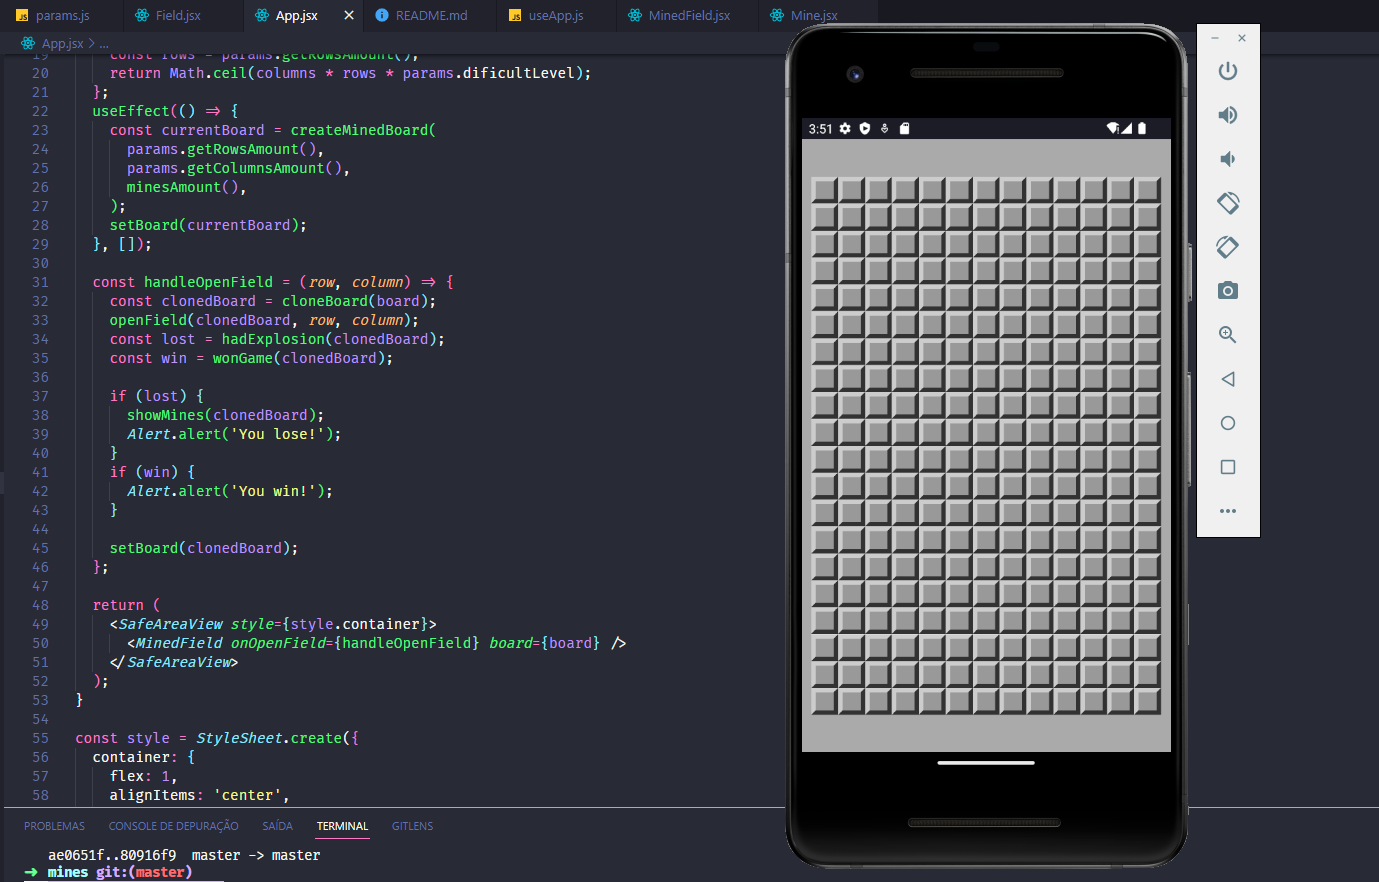 params.js Field.jsx App.jsx README.md useApp.js MinedField.jsx Mine.jsx
App.jsx > ...
19 const rows = params.getRowsAmount();
20 return Math.ceil(columns * rows * params.dificultLevel);
21 };
22 useEffect(() => {
23 const currentBoard = createMinedBoard(
24 params.getRowsAmount(),
25 params.getColumnsAmount(),
26 minesAmount(),
27 );
28 setBoard(currentBoard);
29 }, []);
30
31 const handleOpenField = (row, column) => {
32 const clonedBoard = cloneBoard(board);
33 openField(clonedBoard, row, column);
34 const lost = hadExplosion(clonedBoard);
35 const win = wonGame(clonedBoard);
36
37 if (lost) {
38 showMines(clonedBoard);
39 Alert.alert('You lose!');
40 }
41 if (win) {
42 Alert.alert('You win!');
43 }
44
45 setBoard(clonedBoard);
46 };
47
48 return (
49 <SafeAreaView style={style.container}>
50 <MinedField onOpenField={handleOpenField} board={board} />
51 </SafeAreaView>
52 );
53 }
54
55 const style = StyleSheet.create({
56 container: {
57 flex: 1,
58 alignItems: 'center',
PROBLEMAS CONSOLE DE DEPURAÇÃO SAÍDA TERMINAL GITLENS
ae0651f..80916f9 master -> master
➜ mines git:(master)
3:51